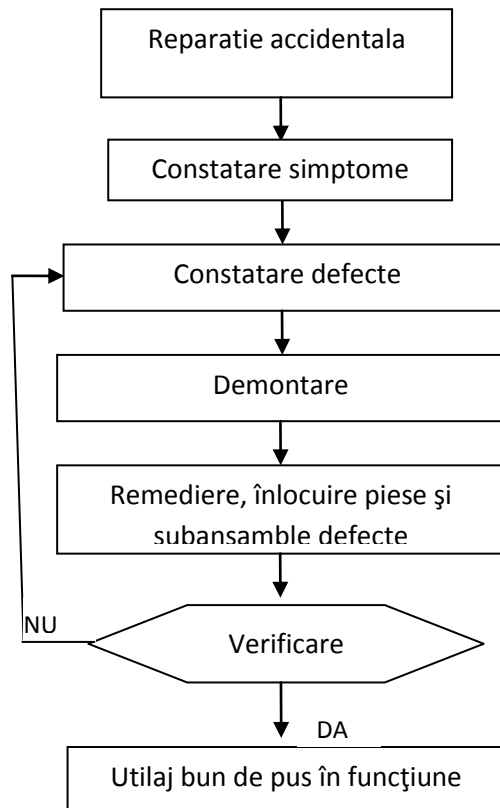 Reparatie accidentala
Constatare simptome
Constatare defecte
Demontare
Remediere, înlocuire piese şi
subansamble defecte
NU
Verificare
DA
Utilaj bun de pus în funcţiune